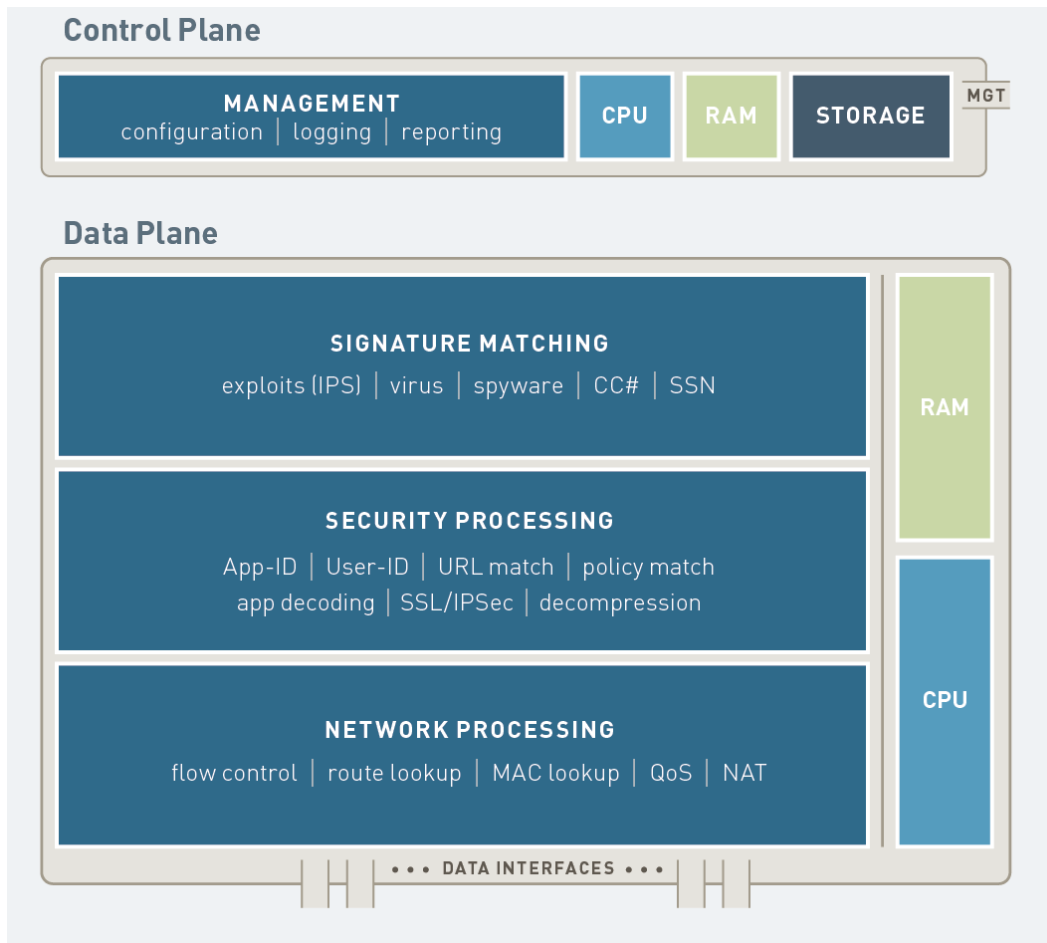 Control Plane
MANAGEMENT
configuration | logging | reporting
CPU
RAM
STORAGE
MGT
Data Plane
SIGNATURE MATCHING
exploits (IPS) | virus | spyware | CC# | SSN
RAM
SECURITY PROCESSING
App-ID | User-ID | URL match | policy match
app decoding | SSL/IPSec | decompression
CPU
NETWORK PROCESSING
flow control | route lookup | MAC lookup | QoS | NAT
• • • DATA INTERFACES • • •